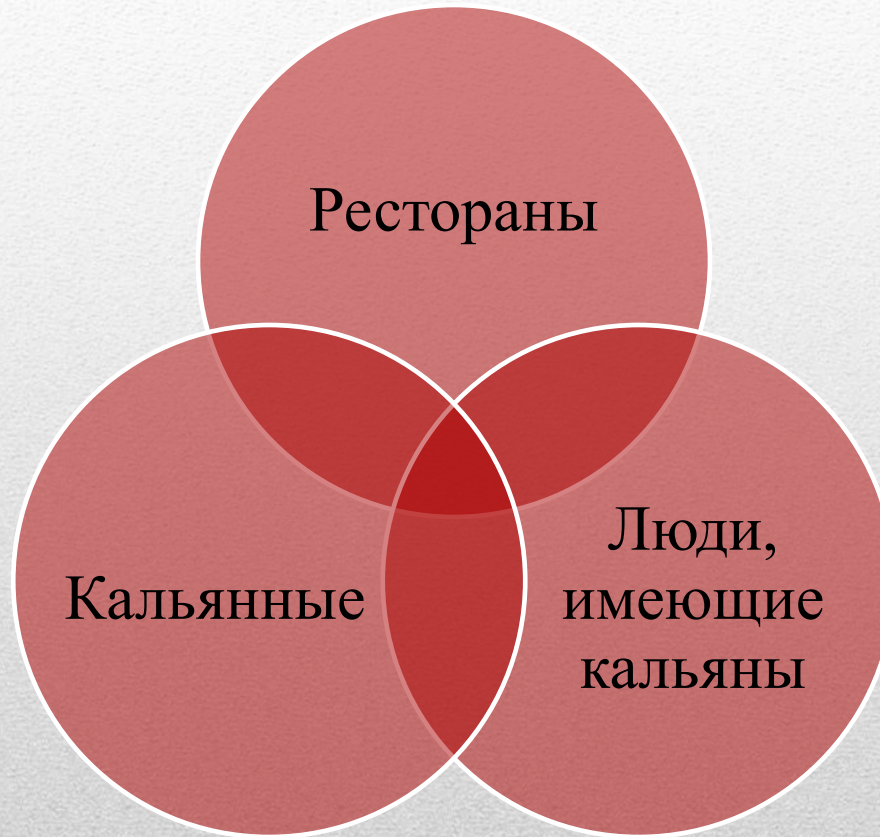 Рестораны
Кальянные
Люди,
имеющие
кальяны